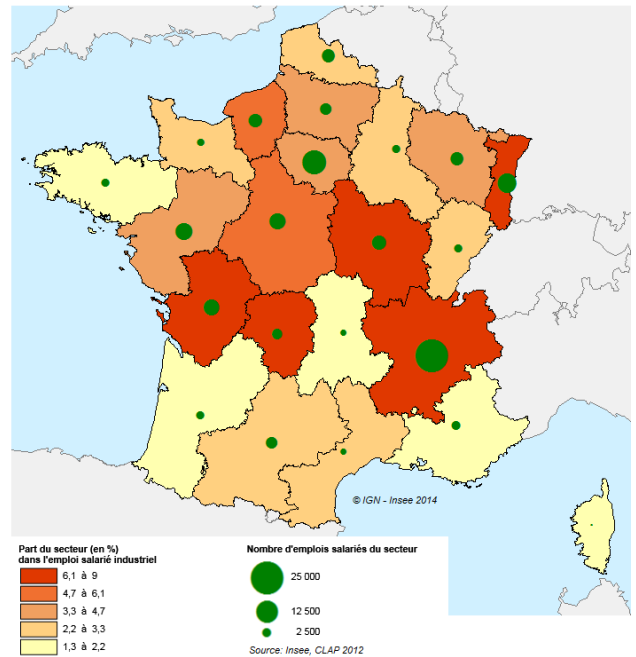 © IGN - Insee 2014
Part du secteur (en %)
dans l'emploi salarié industriel
6,1 à 9
4,7 à 6,1
3,3 à 4,7
2,2 à 3,3
1,3 à 2,2
Nombre d'emplois salariés du secteur
25 000
12 500
2 500
Source: Insee, CLAP 2012